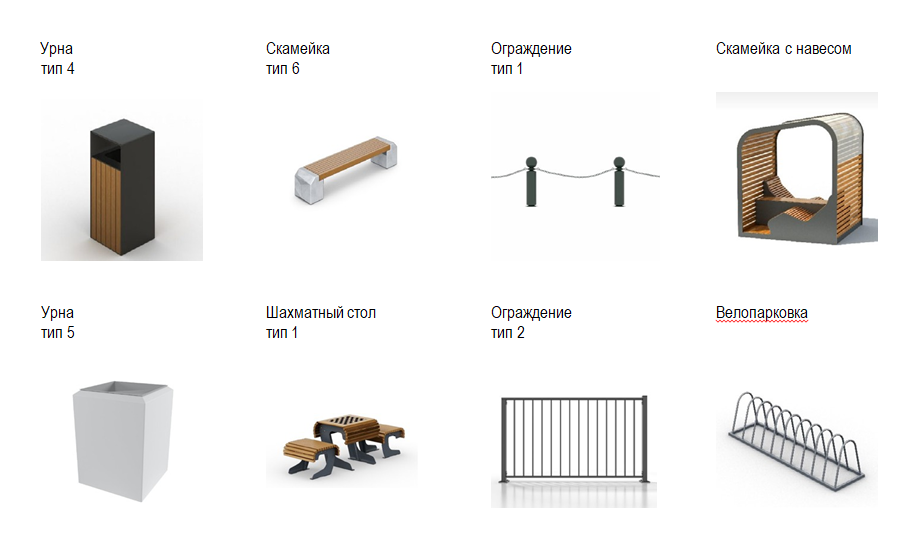 Урна
тип 4
Скамейка
тип 6
Ограждение
тип 1
Скамейка с навесом
Урна
тип 5
Шахматный стол
тип 1
Ограждение
тип 2
Велопарковка